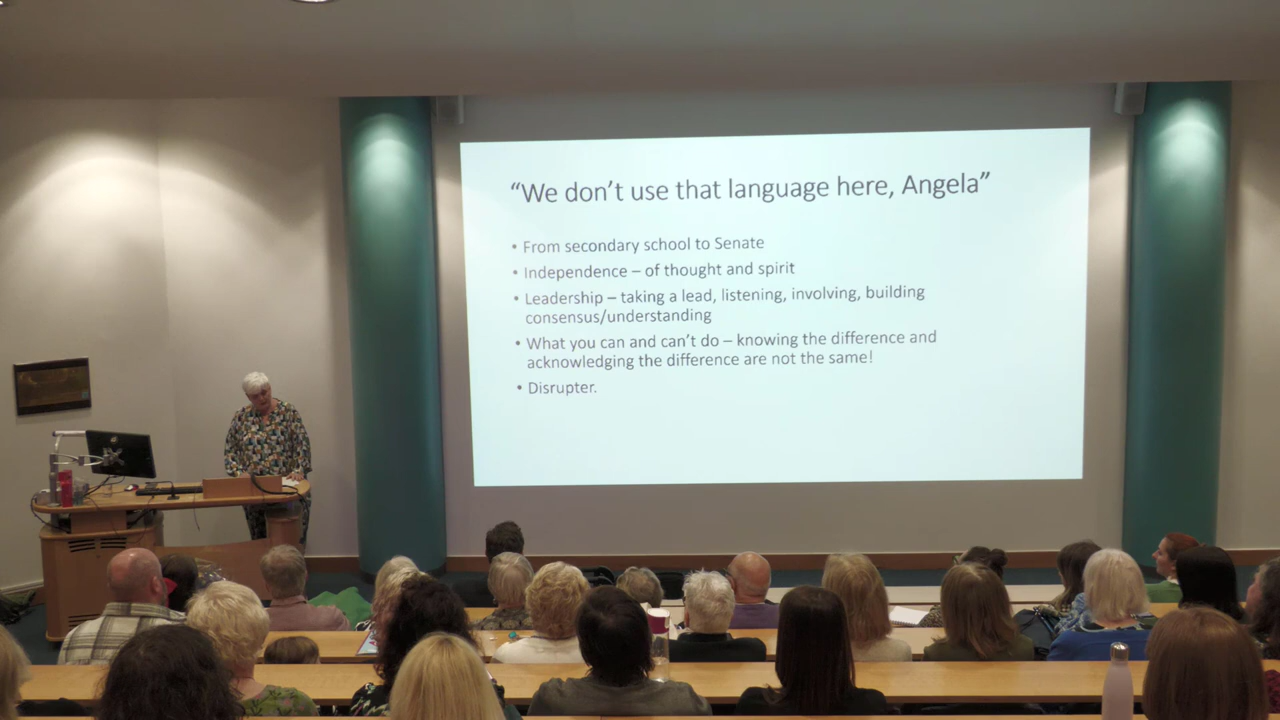 “We don’t use that language here, Angela”
• From secondary school to Senate
• Independence – of thought and spirit
• Leadership – taking a lead, listening, involving, building
consensus/understanding
• What you can and can’t do – knowing the difference and
acknowledging the difference are not the same!
• Disrupter.